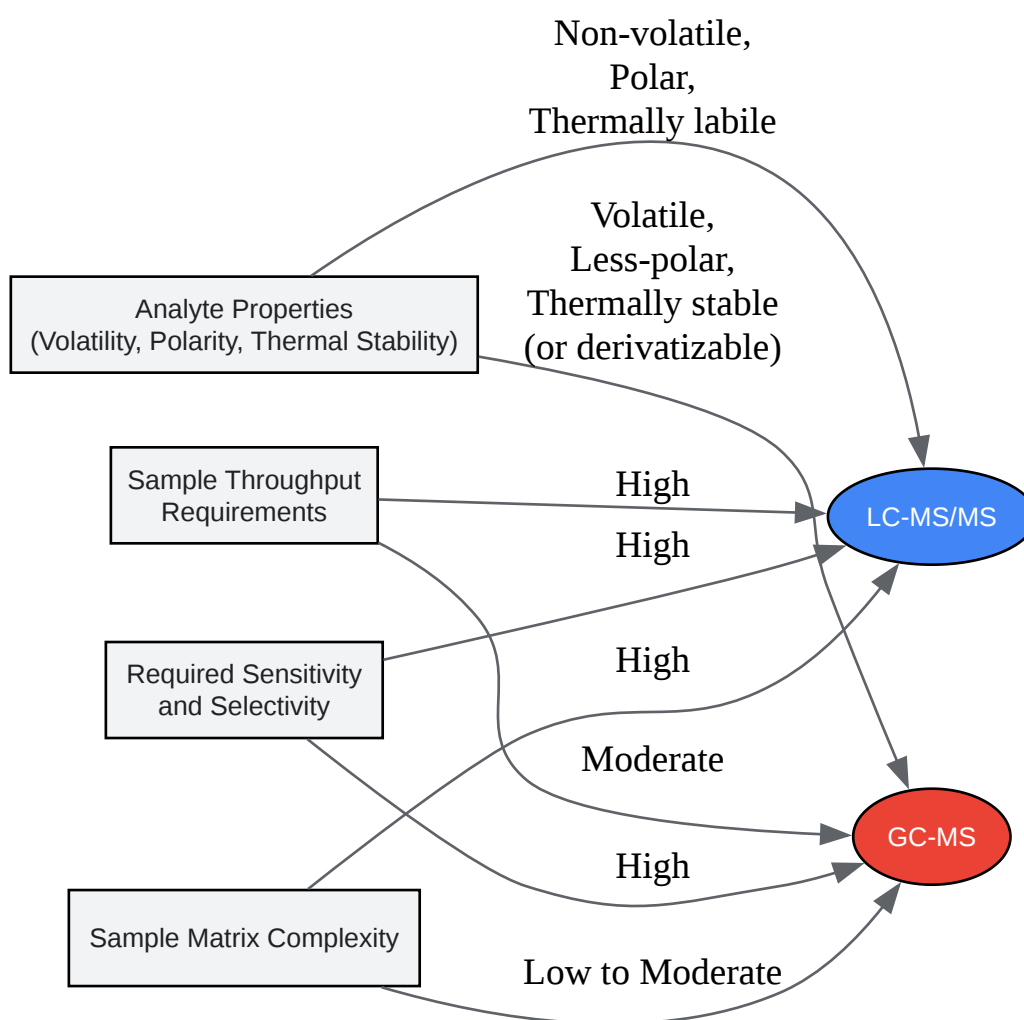 Non-volatile,
Polar,
Thermally labile
Volatile,
Less-polar,
Thermally stable
(or derivatizable)
Analyte Properties
(Volatility, Polarity, Thermal Stability)
Sample Throughput
Requirements
High
LC-MS/MS
High
Required Sensitivity
and Selectivity
High
Moderate
GC-MS
High
Sample Matrix Complexity
Low to Moderate